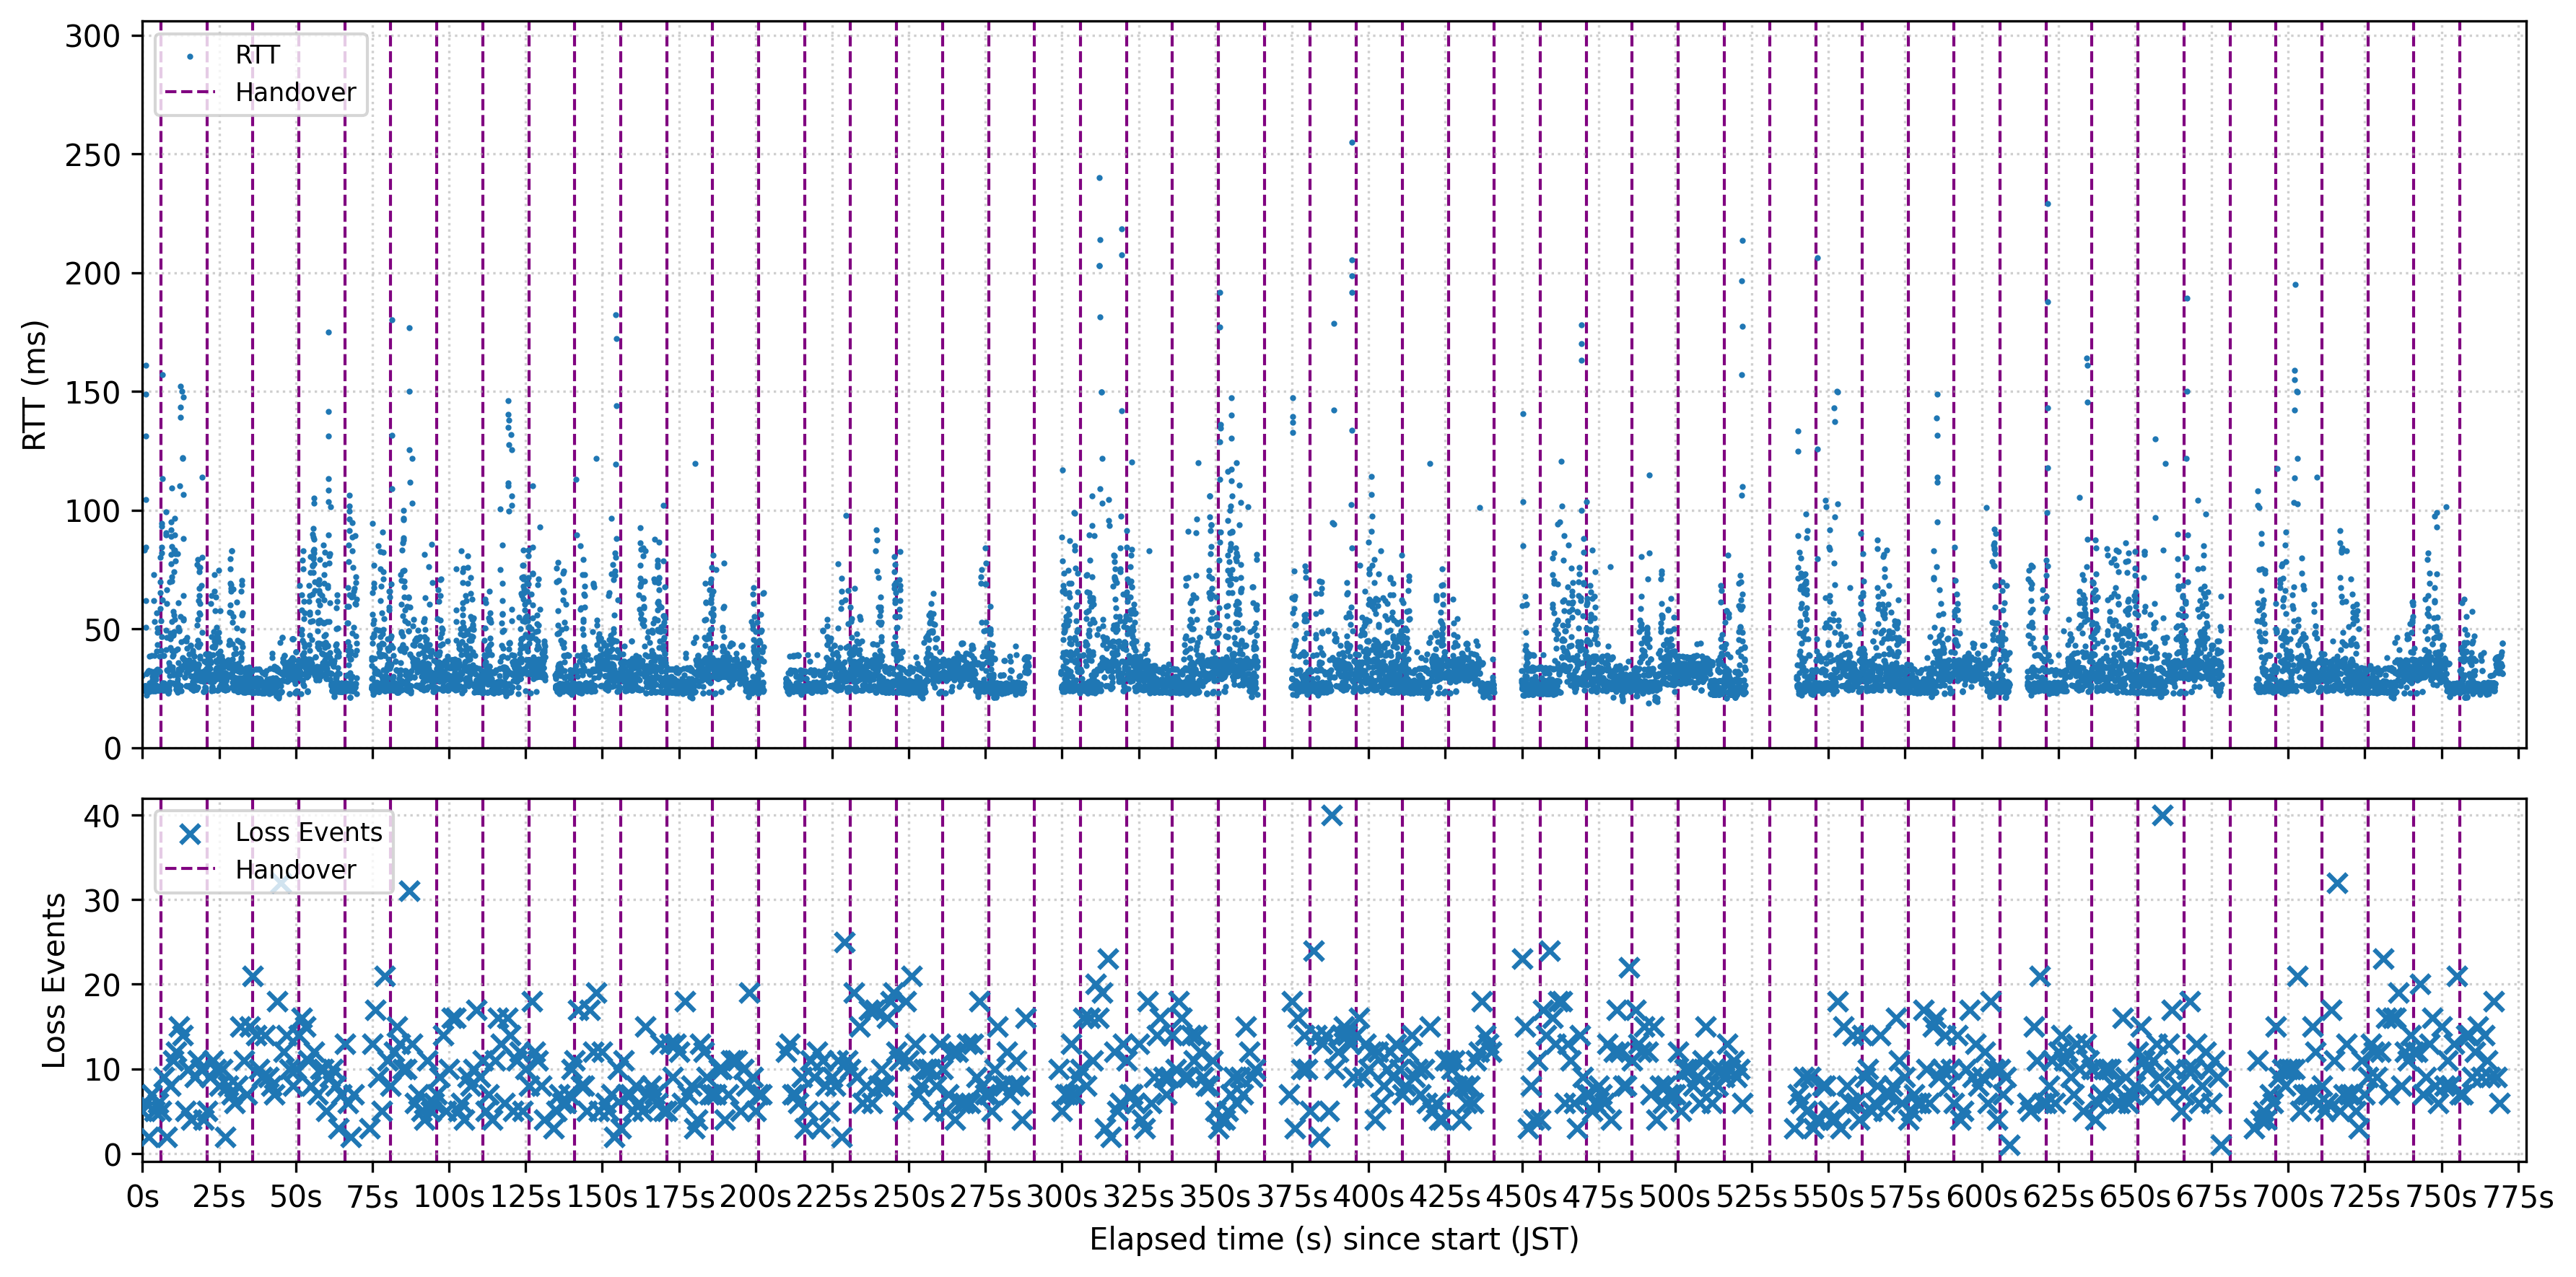 300
250
200
150
100
50
0
RTT (ms)
RTT
Handover
40
30
20
10
0
Loss Events
Loss Events
Handover
0s 25s 50s 75s 100s 125s 150s 175s 200s 225s 250s 275s 300s 325s 350s 375s 400s 425s 450s 475s 500s 525s 550s 575s 600s 625s 650s 675s 700s 725s 750s 775s
Elapsed time (s) since start (JST)